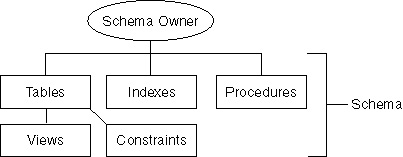 Schema Owner
Tables
Indexes
Procedures
Schema
Views
Constraints